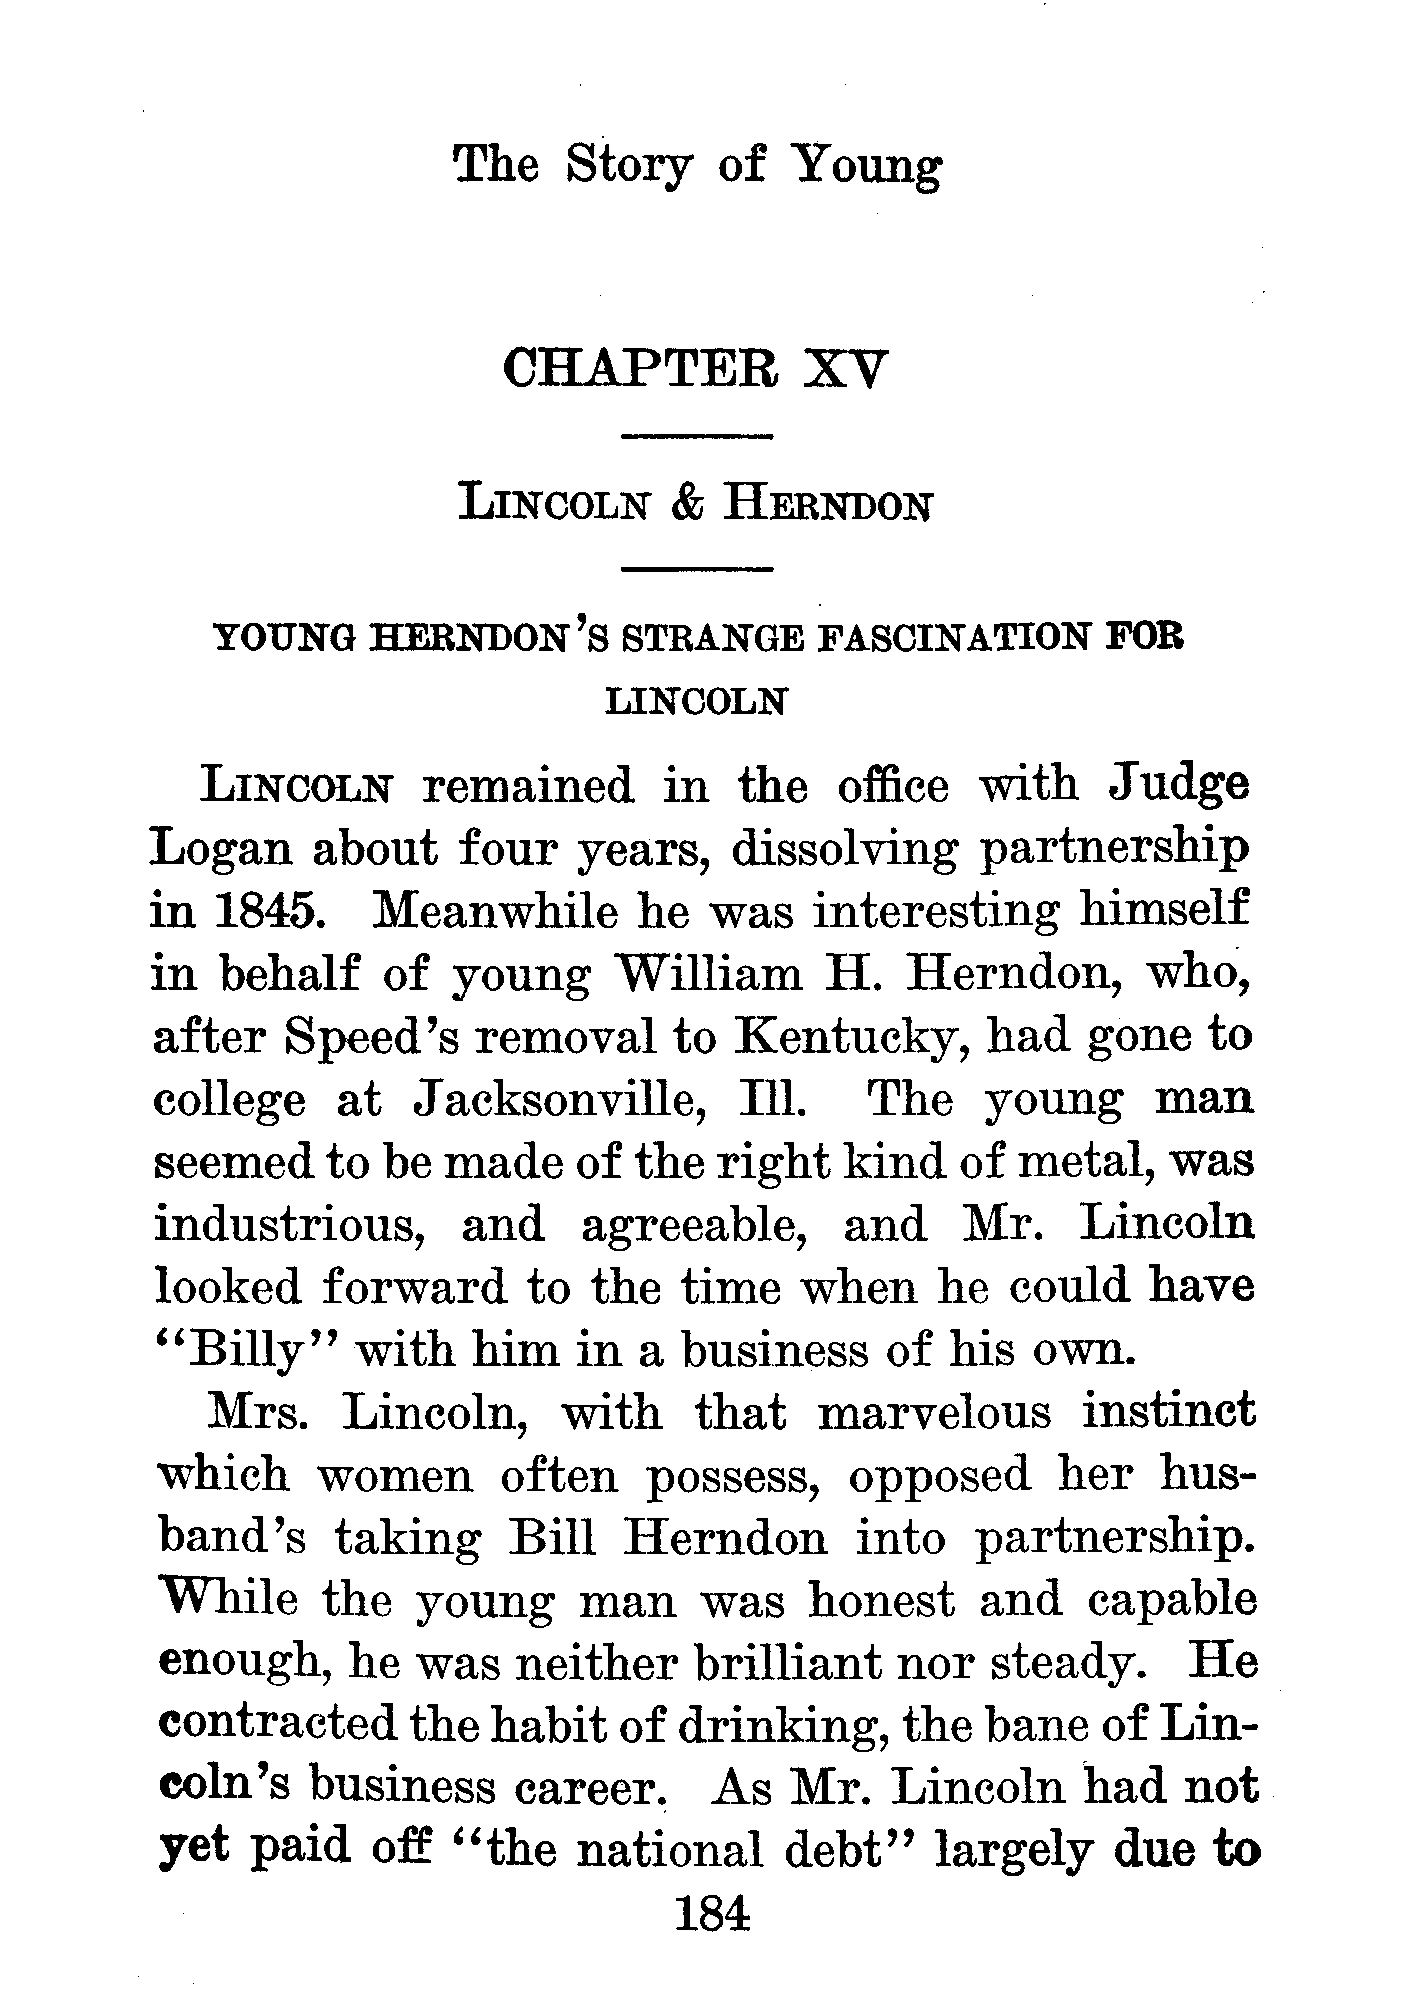 The Story of Young
CHAPTER XV
LINCOLN & HERNDON
YOUNG HERNDON'S STRANGE FASCINATION FOR
LINCOLN
LINCOLN remained in the office with Judge
Logan about four years, dissolving partnership
in 1845. Meanwhile he was interesting himself
in behalf of young William H. Herndon, who,
after Speed's removal to Kentucky, had gone to
college at Jacksonville, Ill. The young man
seemed to be made of the right kind of metal, was
industrious, and agreeable, and Mr. Lincoln
looked forward to the time when he could have
"Billy" with him in a business of his own.
Mrs. Lincoln, with that marvelous instinct
which women often possess, opposed her hus-
band's taking Bill Herndon into partnership.
While the young man was honest and capable
enough, he was neither brilliant nor steady. He
contracted the habit of drinking, the bane of Lin-
coln's business career. As Mr. Lincoln had not
yet paid off "the national debt" largely due to
184